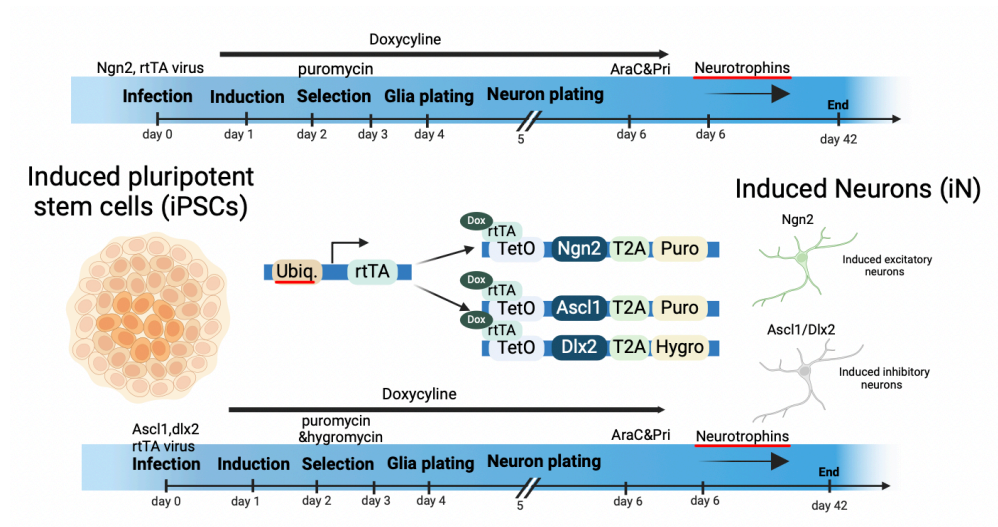 Doxycycline
Ngn2, rtTA virus
puromycin
AraC&Pri
Neurotrophins
Infection
Induction
Selection
Glia plating
Neuron plating
End
day 0
day 1
day 2
day 3
day 4
5
day 6
day 6
day 42
Induced pluripotent
stem cells (iPSCs)
Induced Neurons (iN)
Ubiq.
rtTA
Dox
rtTA
TetO
Ngn2
T2A
Puro
Dox
rtTA
TetO
Ascl1
T2A
Puro
Dox
rtTA
TetO
Dlx2
T2A
Hygro
Ngn2
Induced excitatory
neurons
Ascl1/Dlx2
Induced inhibitory
neurons
Doxycycline
Ascl1,dlx2
rtTA virus
puromycin
&hygromycin
AraC&Pri
Neurotrophins
Infection
Induction
Selection
Glia plating
Neuron plating
End
day 0
day 1
day 2
day 3
day 4
5
day 6
day 6
day 42